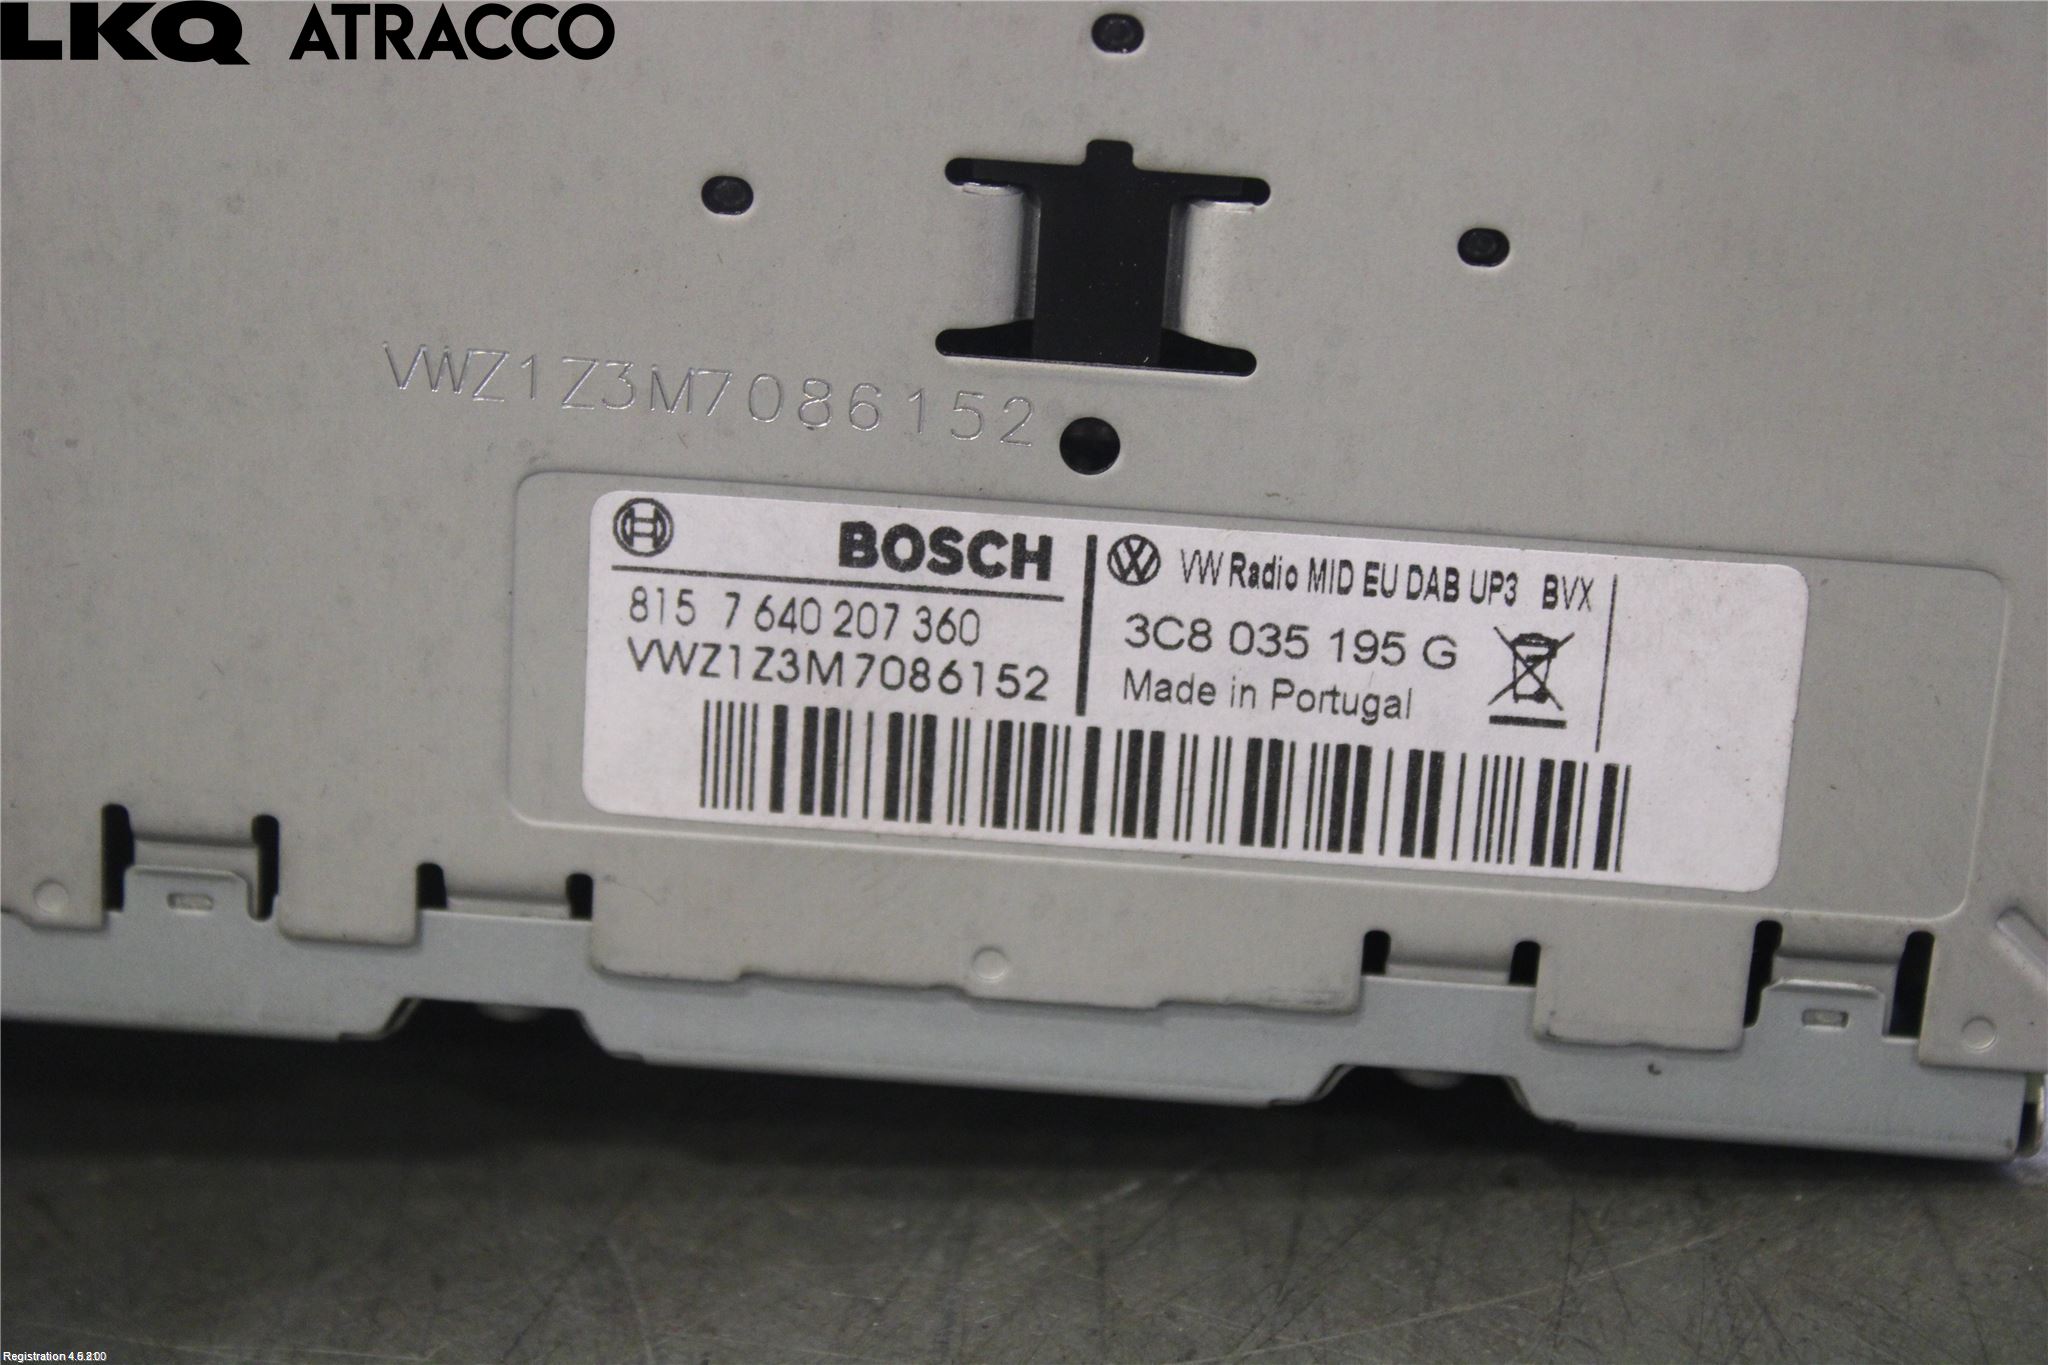 LKQ ATRACCO
VWZ1Z3M7086152
BOSCH
815 7 640 207 360
VWZ1Z3M7086152
VW Radio MID EU DAB UP3 BVX
3C8 035 195 G
Made in Portugal
Registration